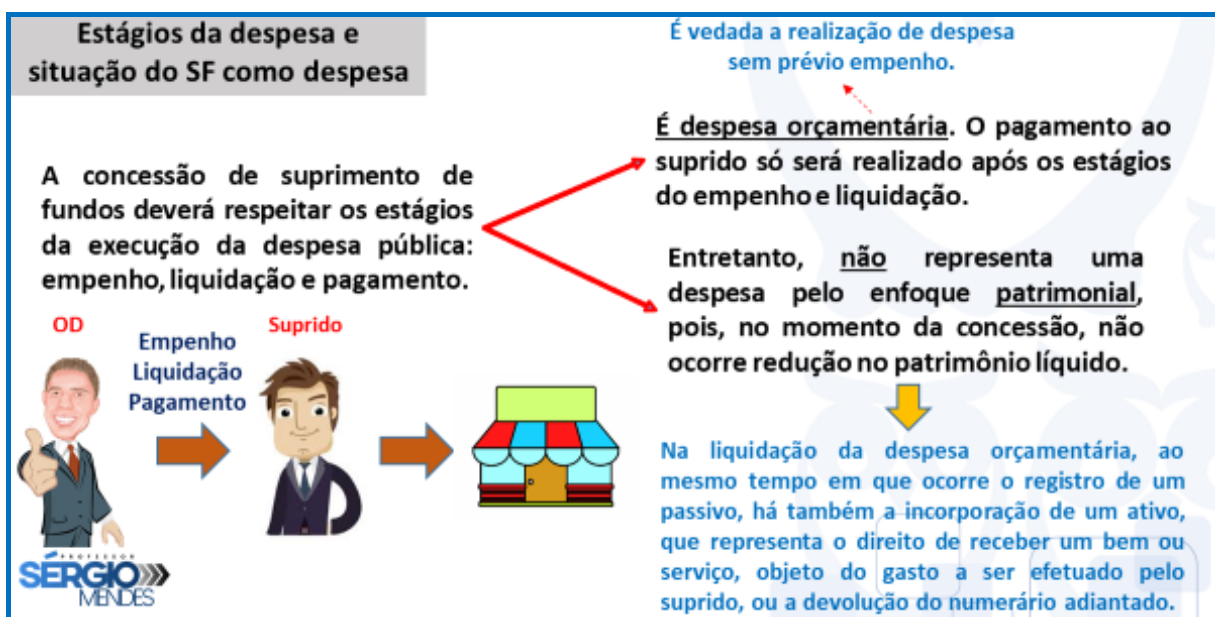 Estágios da despesa e
situação do SF como despesa
A concessão de suprimento de
fundos deverá respeitar os estágios
da execução da despesa pública:
empenho, liquidação e pagamento.
OD
Empenho
Liquidação
Pagamento
Suprido
É vedada a realização de despesa
sem prévio empenho.
É despesa orçamentária. O pagamento ao
suprido só será realizado após os estágios
do empenho e liquidação.
Entretanto, não representa uma
despesa pelo enfoque patrimonial,
pois, no momento da concessão, não
ocorre redução no patrimônio líquido.
Na liquidação da despesa orçamentária, ao
mesmo tempo em que ocorre o registro de um
passivo, há também a incorporação de um ativo,
que representa o direito de receber um bem ou
serviço, objeto do gasto a ser efetuado pelo
suprido, ou a devolução do numerário adiantado.
PROFESSOR
SÉRGIO
MENDES